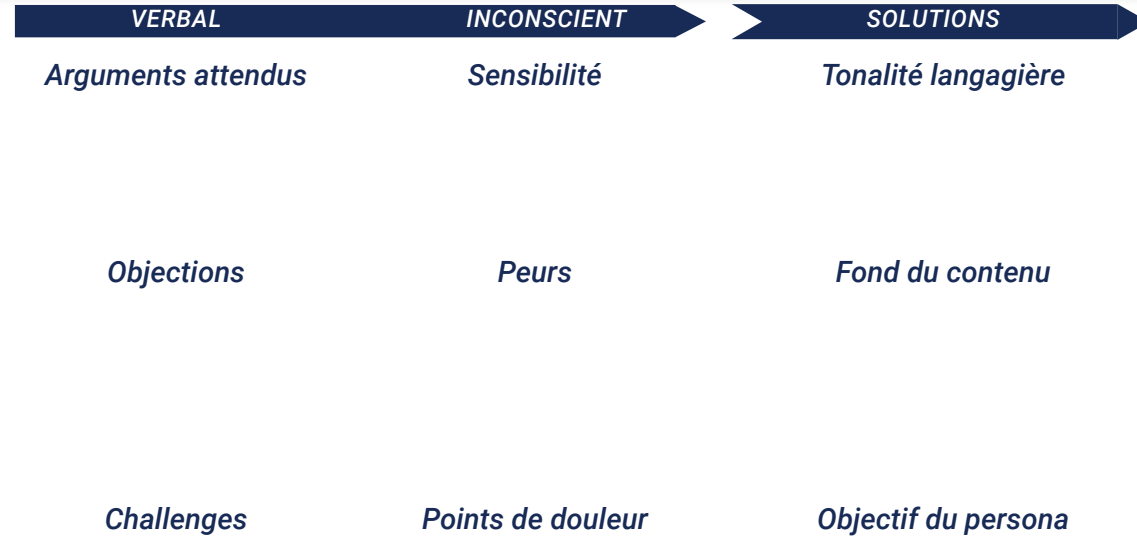 VERBAL INCONSCIENT SOLUTIONS
Arguments attendus Sensibilité Tonalité langagière
Objections Peurs Fond du contenu
Challenges Points de douleur Objectif du persona